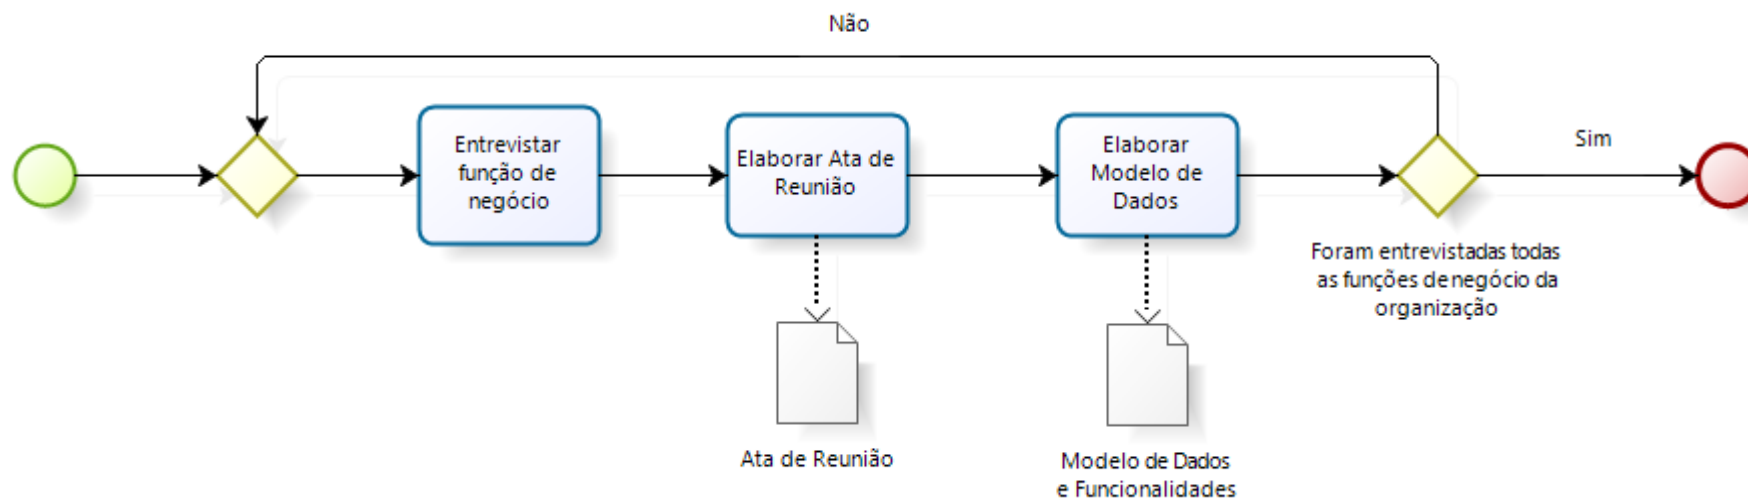 Não
Entrevistar
função de
negócio
Elaborar Ata de
Reunião
Elaborar
Modelo de
Dados
Sim
Foram entrevistadas todas
as funções de negócio da
organização
Ata de Reunião
Modelo de Dados
e Funcionalidades